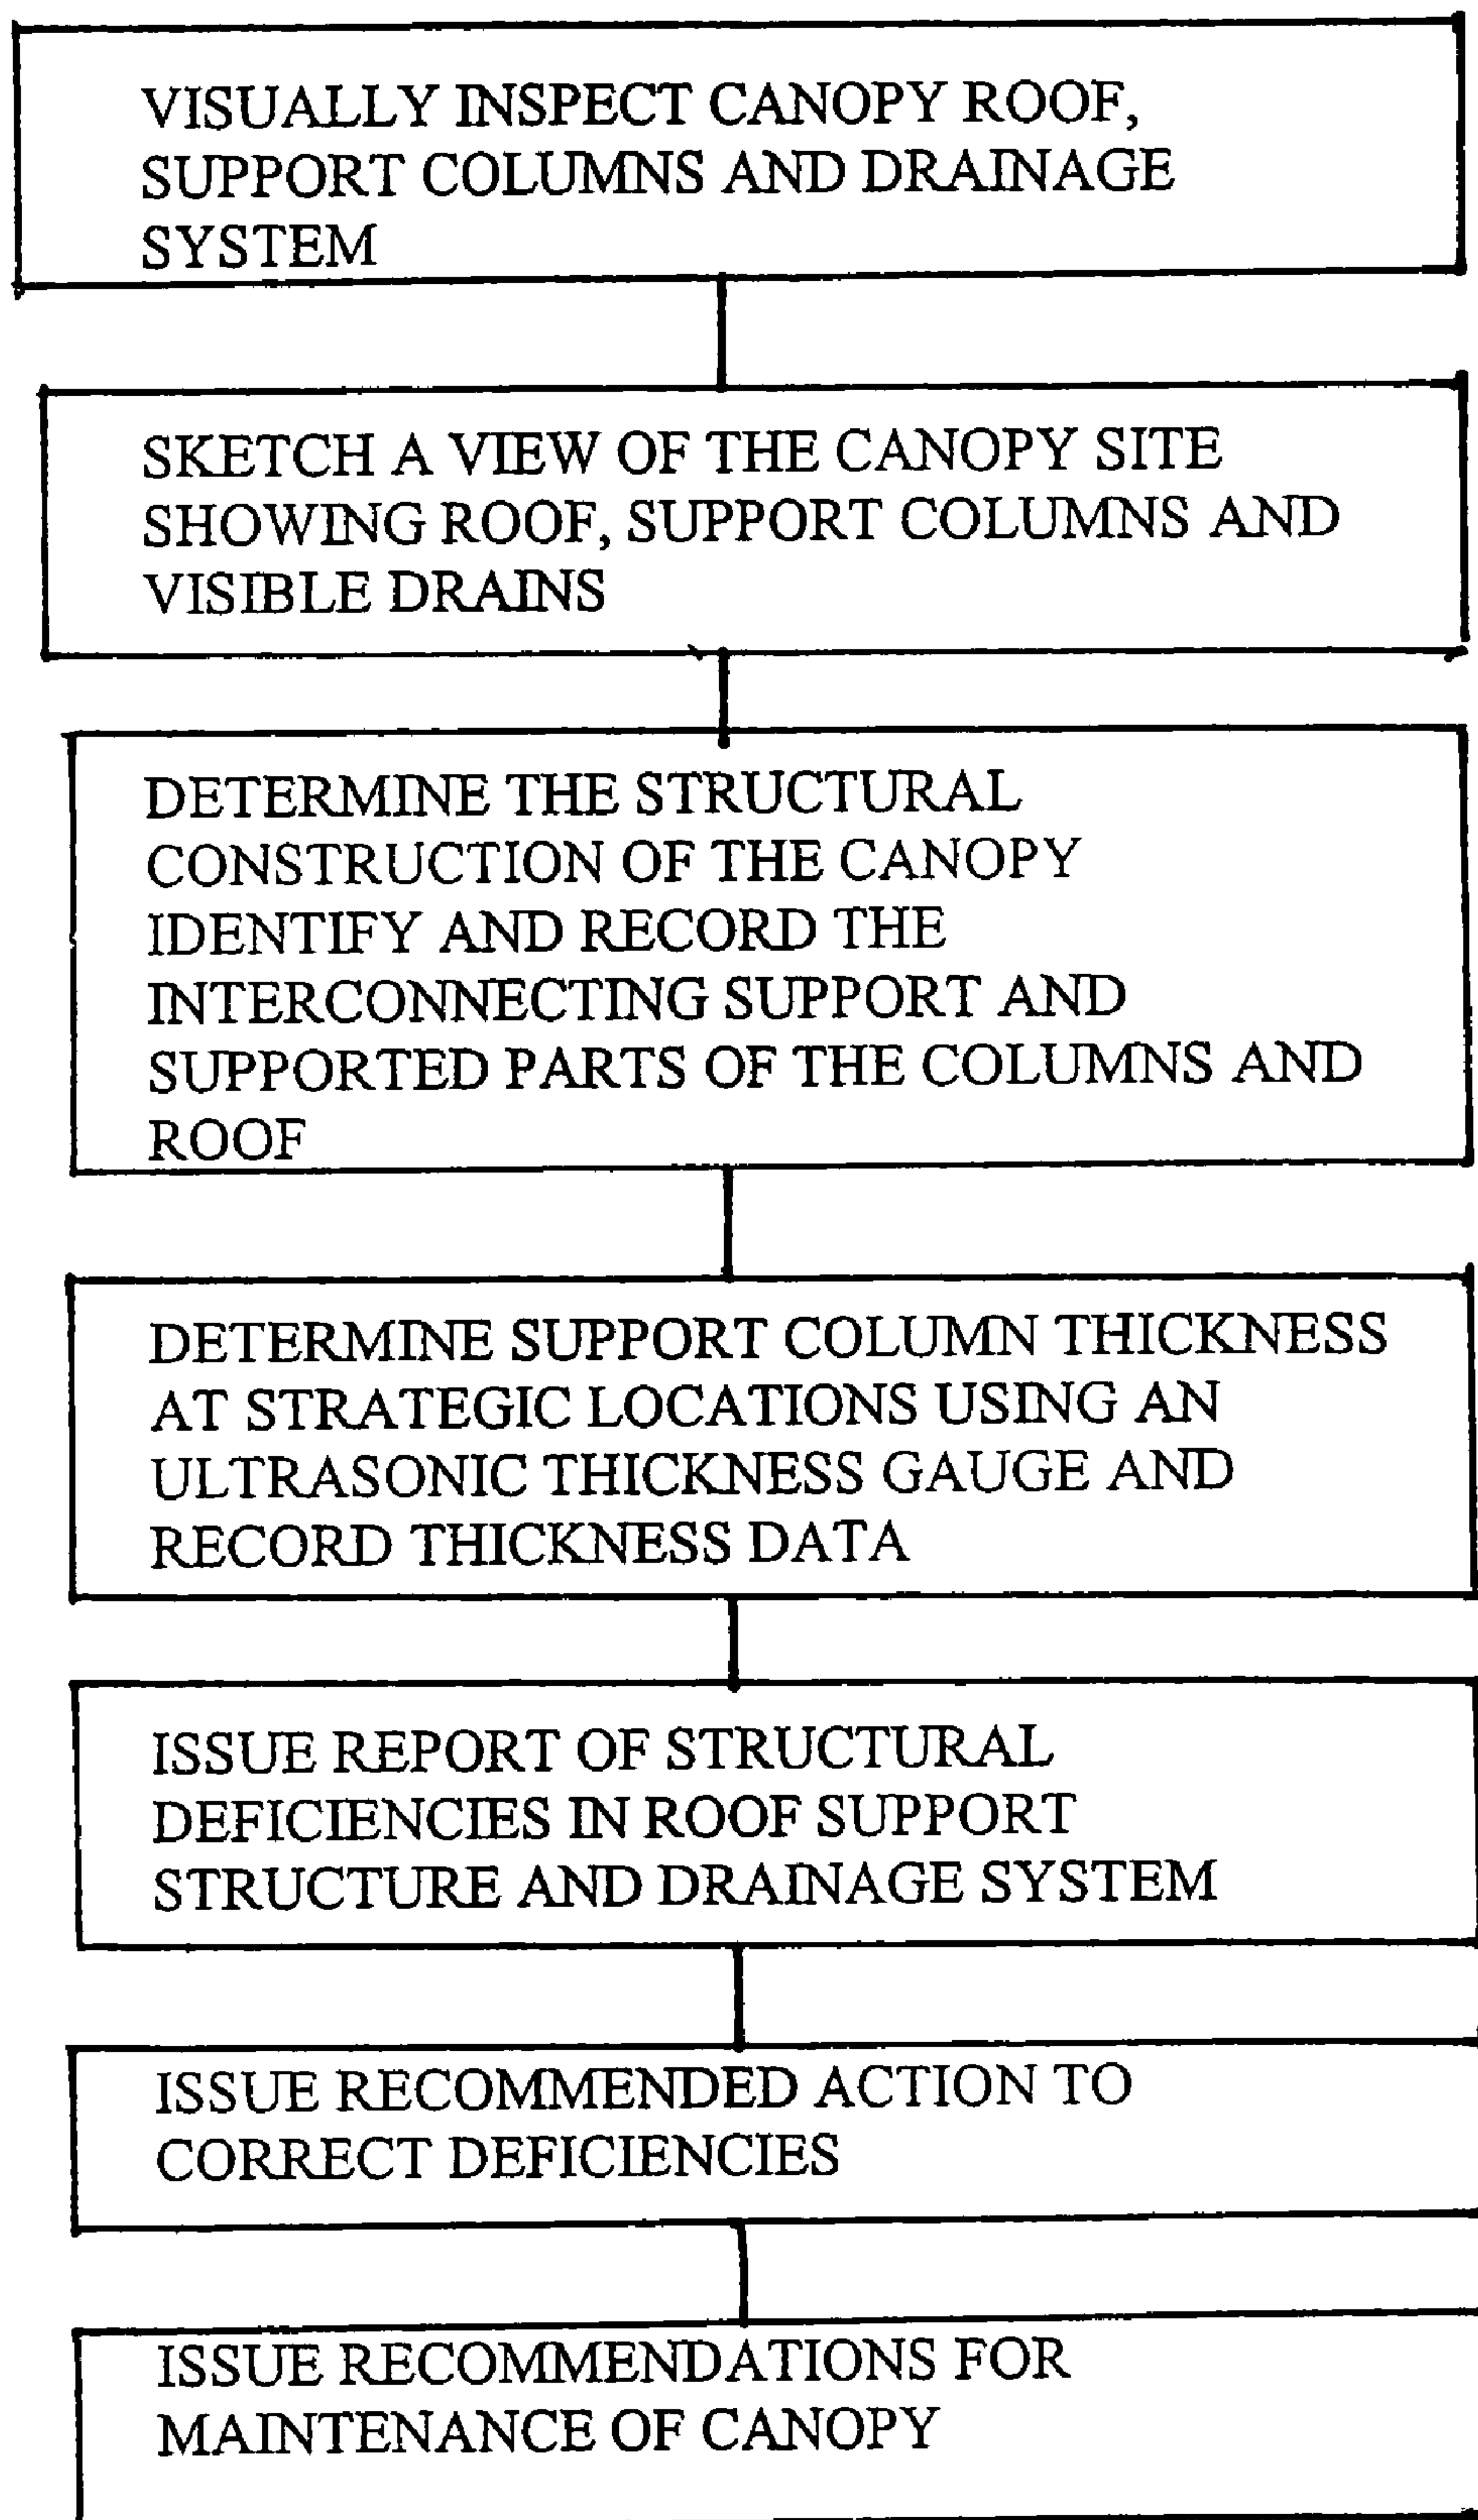 VISUALLY INSPECT CANOPY ROOF,
SUPPORT COLUMNS AND DRAINAGE
SYSTEM
SKETCH A VIEW OF THE CANOPY SITE
SHOWING ROOF, SUPPORT COLUMNS AND
VISIBLE DRAINS
DETERMINE THE STRUCTURAL
CONSTRUCTION OF THE CANOPY
IDENTIFY AND RECORD THE
INTERCONNECTING SUPPORT AND
SUPPORTED PARTS OF THE COLUMNS AND
ROOF
DETERMINE SUPPORT COLUMN THICKNESS
AT STRATEGIC LOCATIONS USING AN
ULTRASONIC THICKNESS GAUGE AND
RECORD THICKNESS DATA
ISSUE REPORT OF STRUCTURAL
DEFICIENCIES IN ROOF SUPPORT
STRUCTURE AND DRAINAGE SYSTEM
ISSUE RECOMMENDED ACTION TO
CORRECT DEFICIENCIES
ISSUE RECOMMENDATIONS FOR
MAINTENANCE OF CANOPY